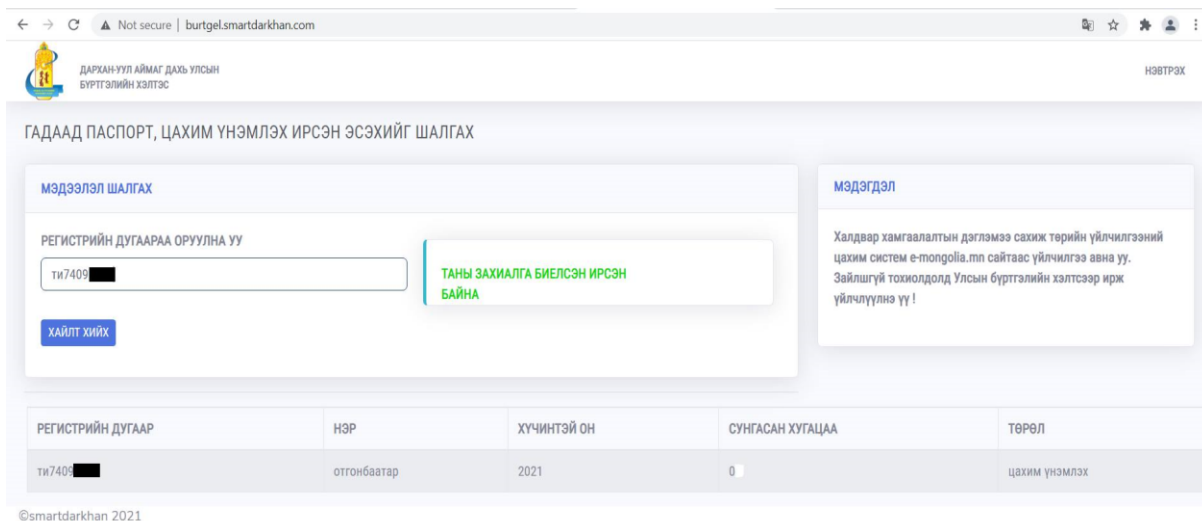 Not secure | burtgel.smartdarkhan.com
ДАРХАН-УУЛ АЙМАГ ДАХЬ УЛСЫН
БҮРТГЭЛИЙН ХЭЛТЭС
НЭВТРЭХ
ГАДААД ПАСПОРТ, ЦАХИМ ҮНЭМЛЭХ ИРСЭН ЭСЭХИЙГ ШАЛГАХ
МЭДЭЭЛЭЛ ШАЛГАХ
РЕГИСТРИЙН ДУГААРАА ОРУУЛНА УУ
ти7409
ТАНЫ ЗАХИАЛГА БИЕЛСЭН ИРСЭН
БАЙНА
ХАЙЛТ ХИЙХ
МЭДЭГДЭЛ
Халдвар хамгаалалтын дэглэмээ сахиж төрийн үйлчилгээний
цахим систем e-mongolia.mn сайтаас үйлчилгээ авна уу.
Зайлшгүй тохиолдолд Улсын бүртгэлийн хэлтсээр ирж
үйлчлүүлнэ үү !
РЕГИСТРИЙН ДУГААР НЭР ХҮЧИНТЭЙ ОН СУНГАСАН ХУГАЦАА ТӨРӨЛ
ти7409 отгонбаатар 2021 0 цахим үнэмлэх
©smartdarkhan 2021